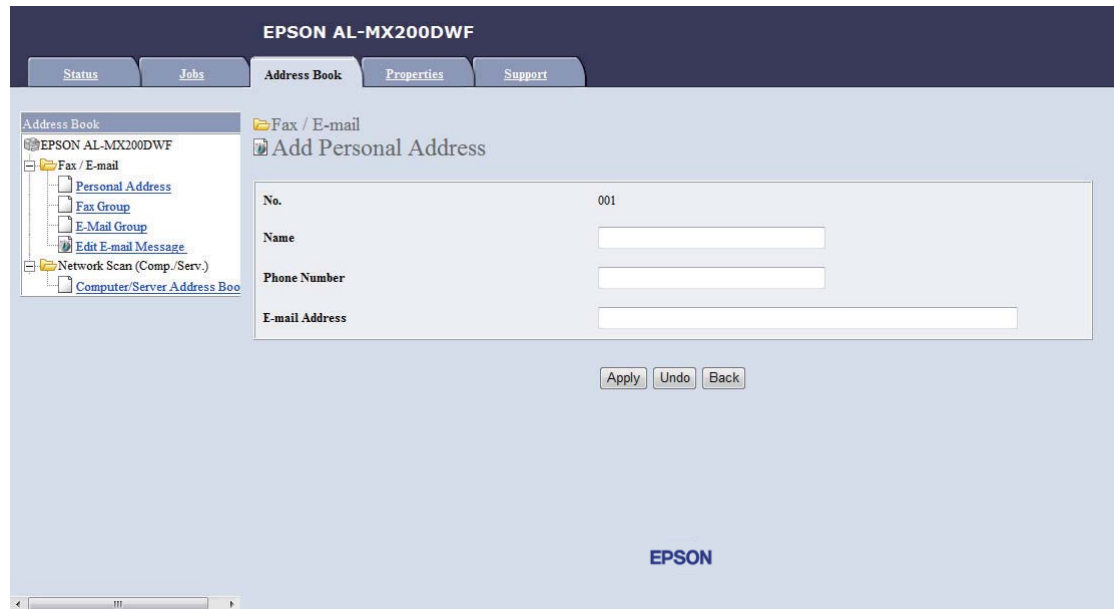 EPSON AL-MX200DWF
Status
Jobs
Address Book
Properties
Support
Address Book
EPSON AL-MX200DWF
Fax / E-mail
Personal Address
Fax Group
E-Mail Group
Edit E-mail Message
Network Scan (Comp./Serv.)
Computer/Server Address Boo
Fax / E-mail
Add Personal Address
No. 001
Name
Phone Number
E-mail Address
Apply Undo Back
EPSON